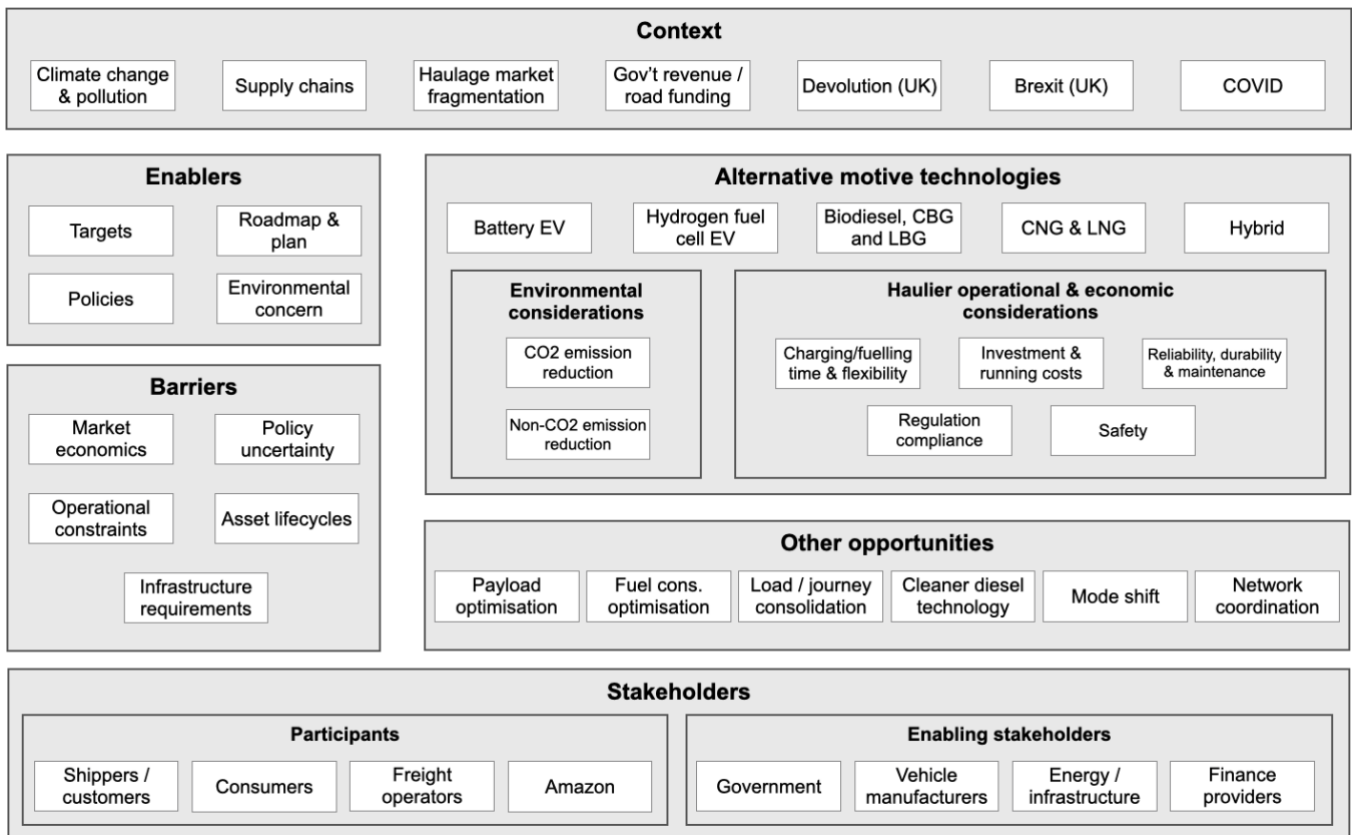 Context
Climate change
& pollution
Supply chains
Haulage market
fragmentation
Gov't revenue /
road funding
Devolution (UK)
Brexit (UK)
COVID
Enablers
Targets
Roadmap &
plan
Policies
Environmental
concern
Barriers
Market
economics
Policy
uncertainty
Operational
constraints
Asset lifecycles
Infrastructure
requirements
Alternative motive technologies
Battery EV
Hydrogen fuel
cell EV
Biodiesel, CBG
and LBG
CNG & LNG
Hybrid
Environmental
considerations
CO2 emission
reduction
Non-CO2 emission
reduction
Haulier operational & economic
considerations
Charging/fuelling
time & flexibility
Investment &
running costs
Reliability, durability
& maintenance
Regulation
compliance
Safety
Other opportunities
Payload
optimisation
Fuel cons.
optimisation
Load / journey
consolidation
Cleaner diesel
technology
Mode shift
Network
coordination
Stakeholders
Participants
Shippers /
customers
Consumers
Freight
operators
Amazon
Enabling stakeholders
Government
Vehicle
manufacturers
Energy /
infrastructure
Finance
providers